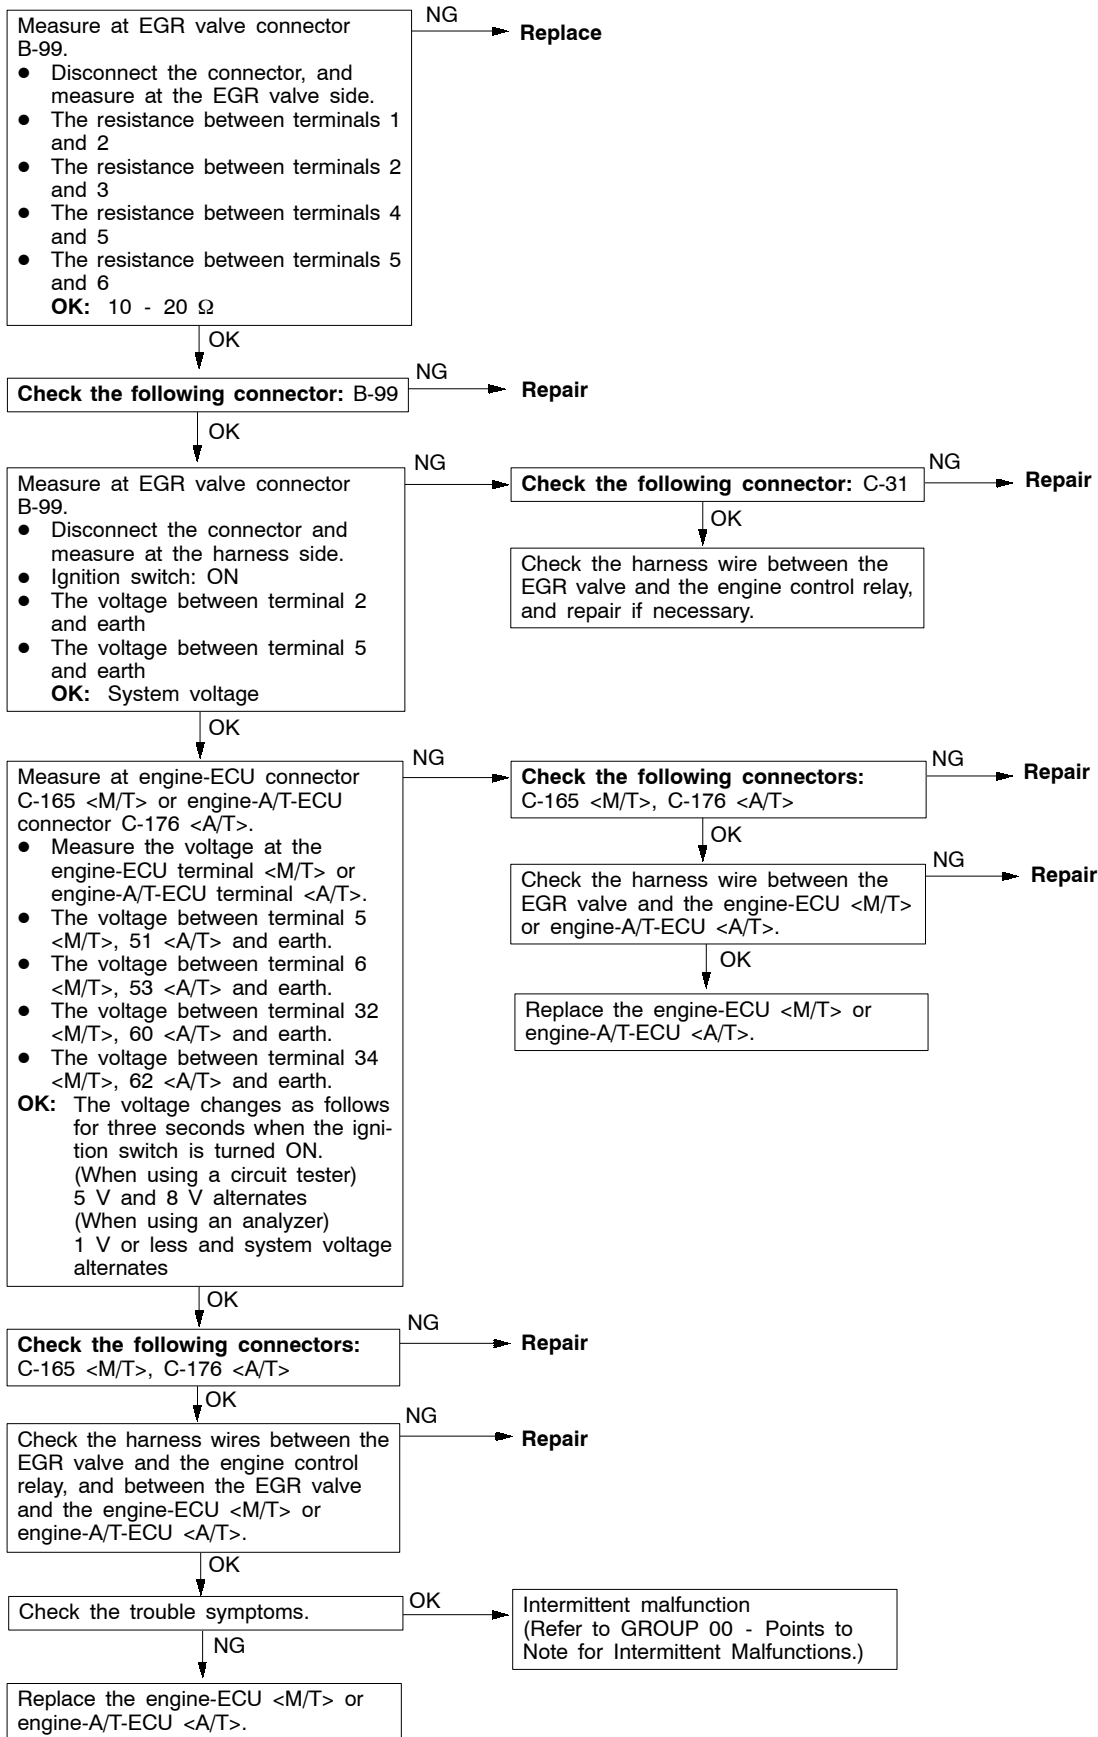 Measure at EGR valve connector
B-99.
● Disconnect the connector, and
measure at the EGR valve side.
● The resistance between terminals 1
and 2
● The resistance between terminals 2
and 3
● The resistance between terminals 4
and 5
● The resistance between terminals 5
and 6
OK: 10 - 20 Ω
NG
Replace
OK
Check the following connector: B-99
NG
Repair
OK
Measure at EGR valve connector
B-99.
● Disconnect the connector and
measure at the harness side.
● Ignition switch: ON
● The voltage between terminal 2
and earth
● The voltage between terminal 5
and earth
OK: System voltage
NG
Check the following connector: C-31
NG
Repair
OK
Check the harness wire between the
EGR valve and the engine control relay,
and repair if necessary.
OK
Measure at engine-ECU connector
C-165 <M/T> or engine-A/T-ECU
connector C-176 <A/T>.
● Measure the voltage at the
engine-ECU terminal <M/T> or
engine-A/T-ECU terminal <A/T>.
● The voltage between terminal 5
<M/T>, 51 <A/T> and earth.
● The voltage between terminal 6
<M/T>, 53 <A/T> and earth.
● The voltage between terminal 32
<M/T>, 60 <A/T> and earth.
● The voltage between terminal 34
<M/T>, 62 <A/T> and earth.
OK: The voltage changes as follows
for three seconds when the igni-
tion switch is turned ON.
(When using a circuit tester)
5 V and 8 V alternates
(When using an analyzer)
1 V or less and system voltage
alternates
NG
Check the following connectors:
C-165 <M/T>, C-176 <A/T>
NG
Repair
OK
Check the harness wire between the
EGR valve and the engine-ECU <M/T>
or engine-A/T-ECU <A/T>.
NG
Repair
OK
Replace the engine-ECU <M/T> or
engine-A/T-ECU <A/T>.
OK
Check the following connectors:
C-165 <M/T>, C-176 <A/T>
NG
Repair
OK
Check the harness wires between the
EGR valve and the engine control
relay, and between the EGR valve
and the engine-ECU <M/T> or
engine-A/T-ECU <A/T>.
NG
Repair
OK
Check the trouble symptoms.
OK
Intermittent malfunction
(Refer to GROUP 00 - Points to
Note for Intermittent Malfunctions.)
NG
Replace the engine-ECU <M/T> or
engine-A/T-ECU <A/T>.